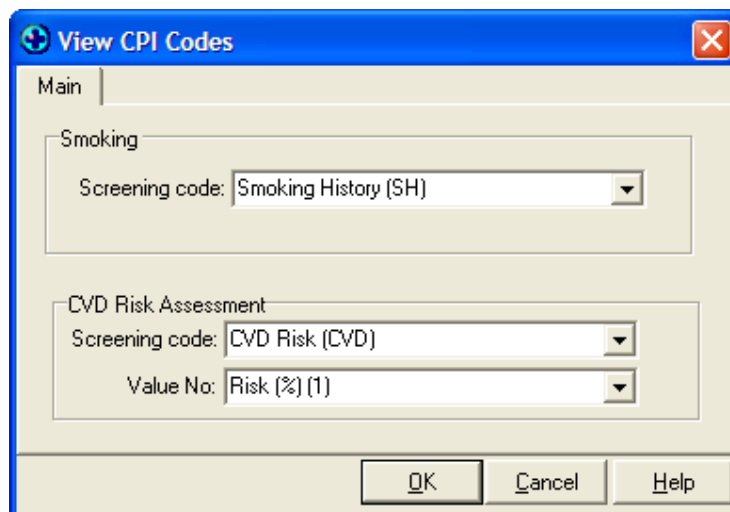 View CPI Codes
Main
Smoking
Screening code: Smoking History (SH)
CVD Risk Assessment
Screening code: CVD Risk (CVD)
Value No: Risk (%) (1)
OK Cancel Help